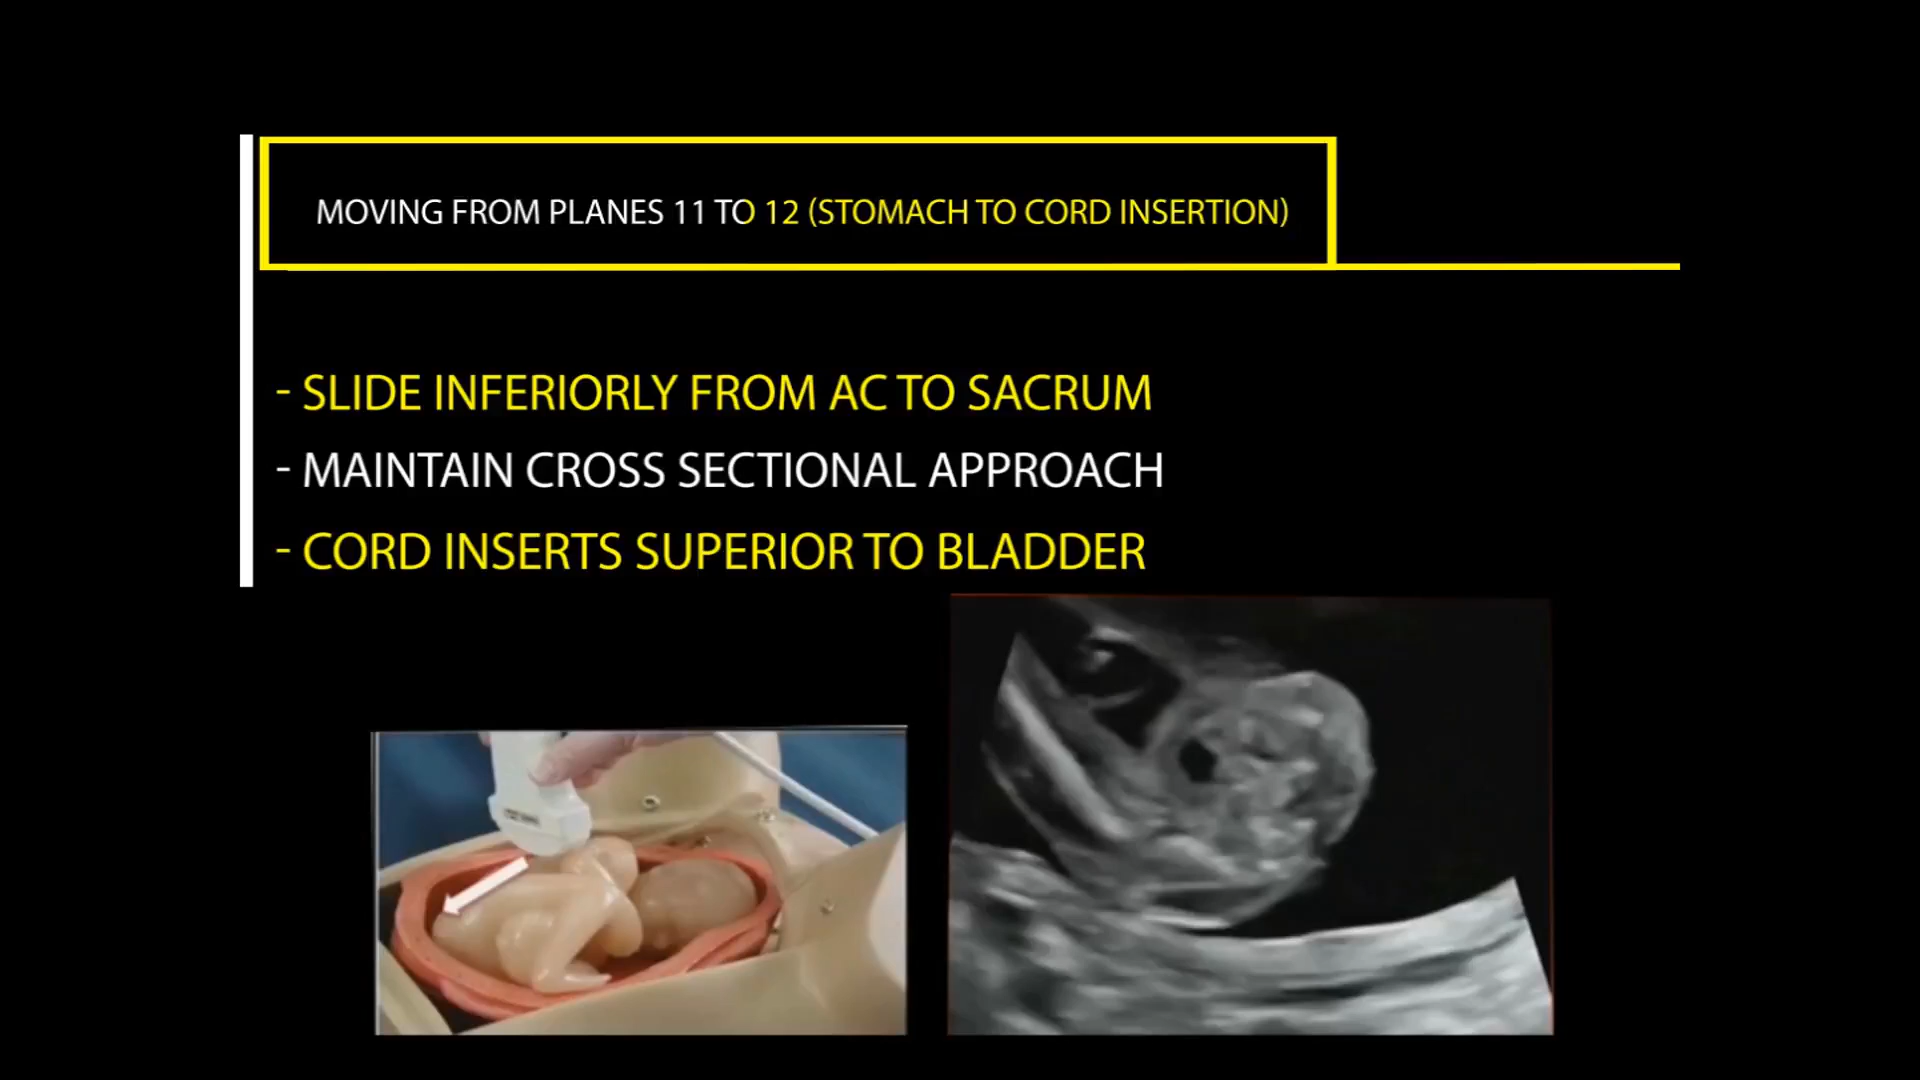 MOVING FROM PLANES 11 TO 12 (STOMACH TO CORD INSERTION)
- SLIDE INFERIORLY FROM AC TO SACRUM
- MAINTAIN CROSS SECTIONAL APPROACH
- CORD INSERTS SUPERIOR TO BLADDER